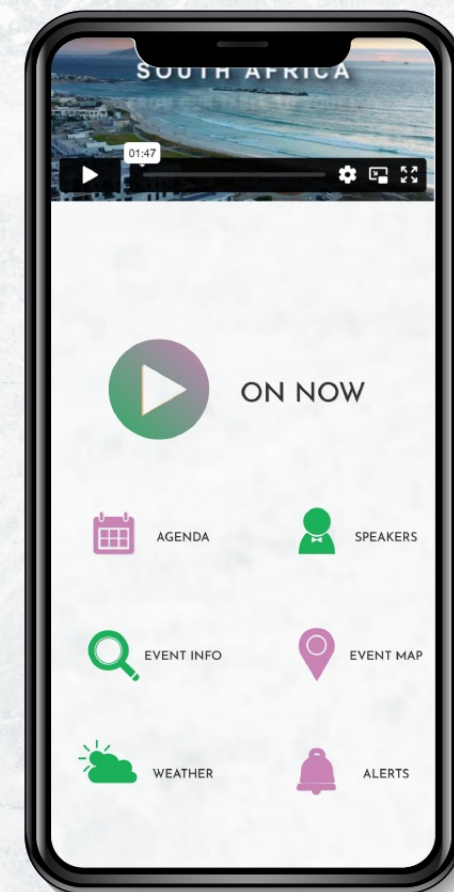 SOUTH AFRICA
01:47
ON NOW
AGENDA
SPEAKERS
EVENT INFO
EVENT MAP
WEATHER
ALERTS